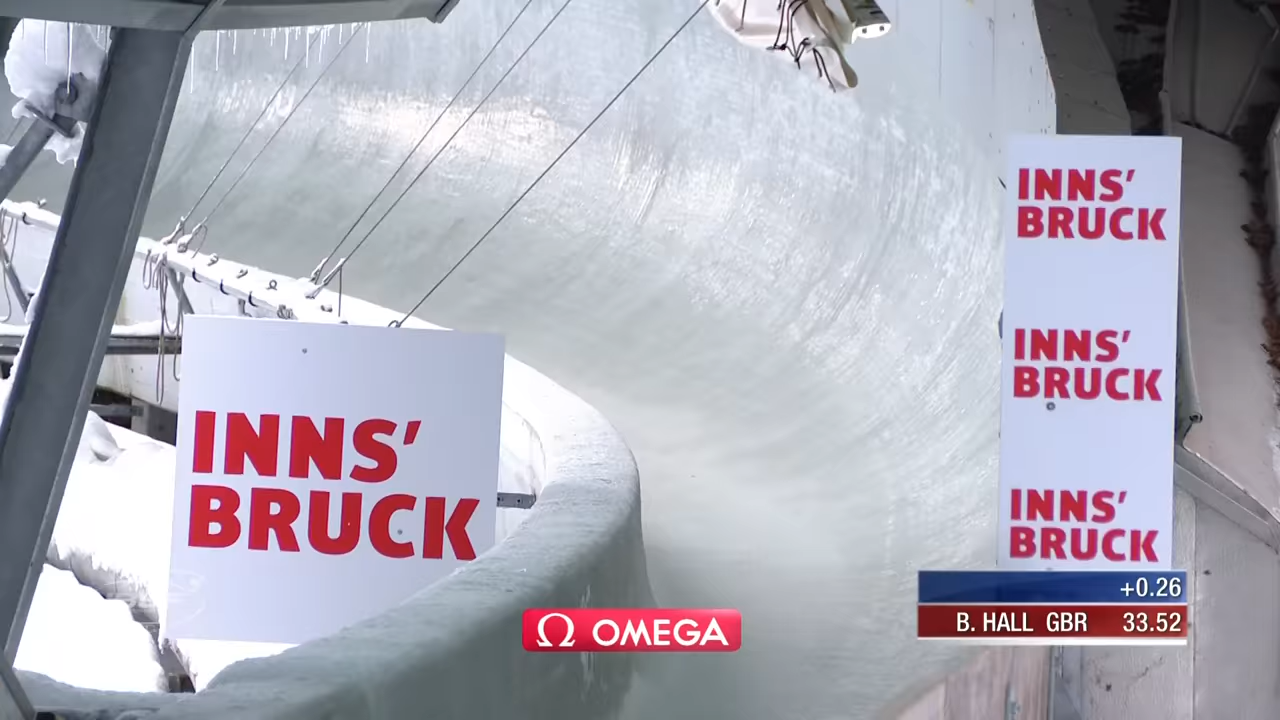 INNS'
BRUCK
INNS'
BRUCK
INNS'
BRUCK
INNS'
BRUCK
Ω OMEGA
+0.26
B. HALL GBR 33.52